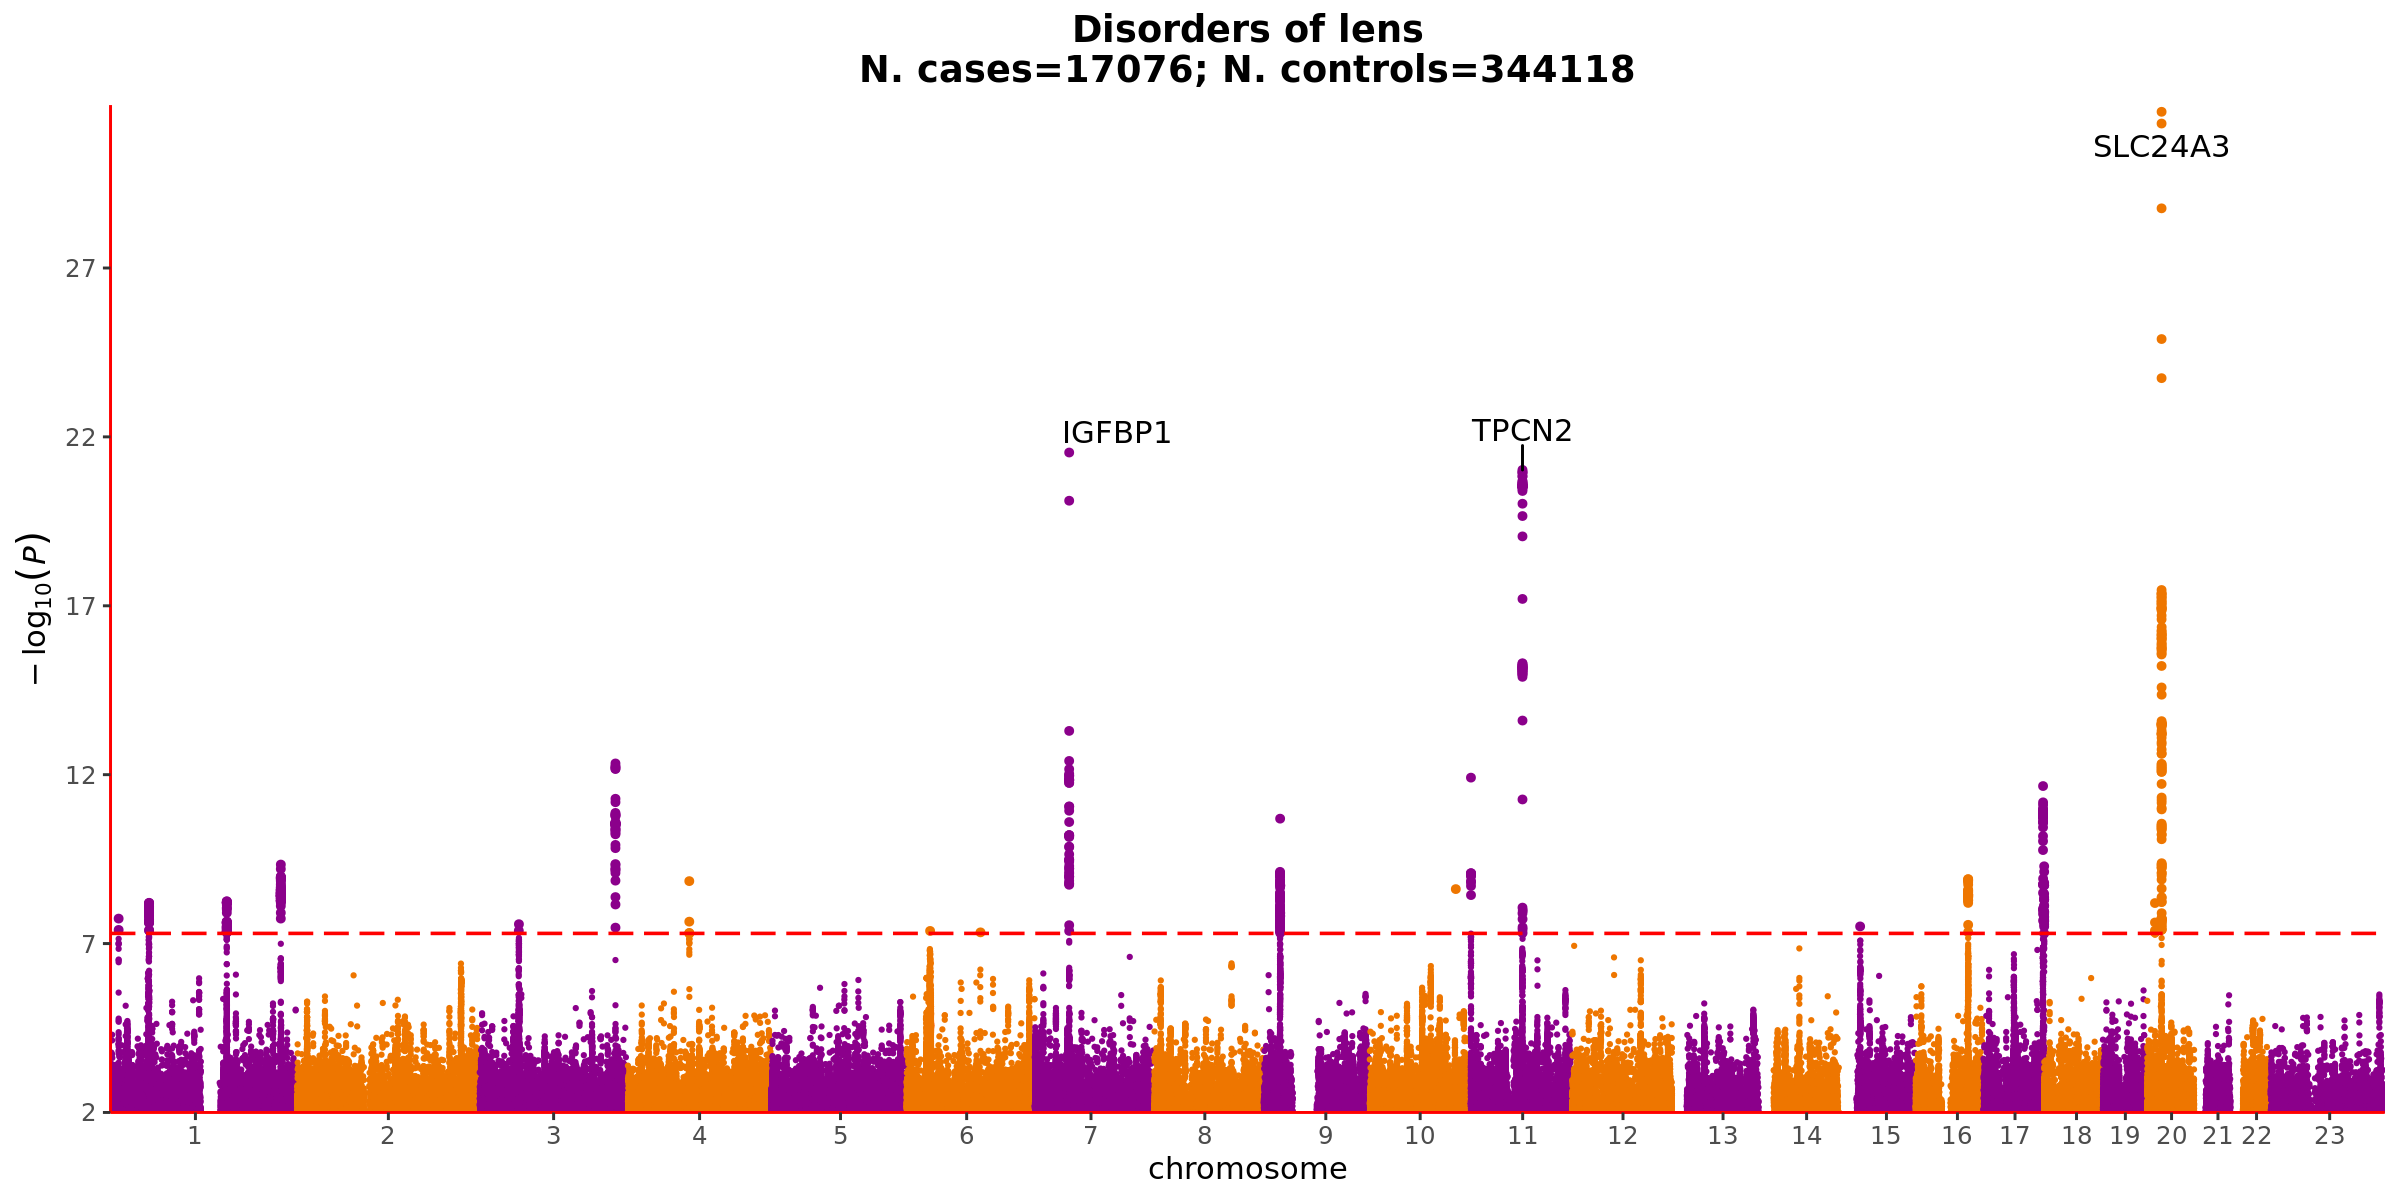 Disorders of lens
N. cases=17076; N. controls=344118
SLC24A3
27
IGFBP1
TPCN2
22
17
−log10(P)
12
7
2
1 2 3 4 5 6 7 8 9 10 11 12 13 14 15 16 17 18 19 20 21 22 23
chromosome